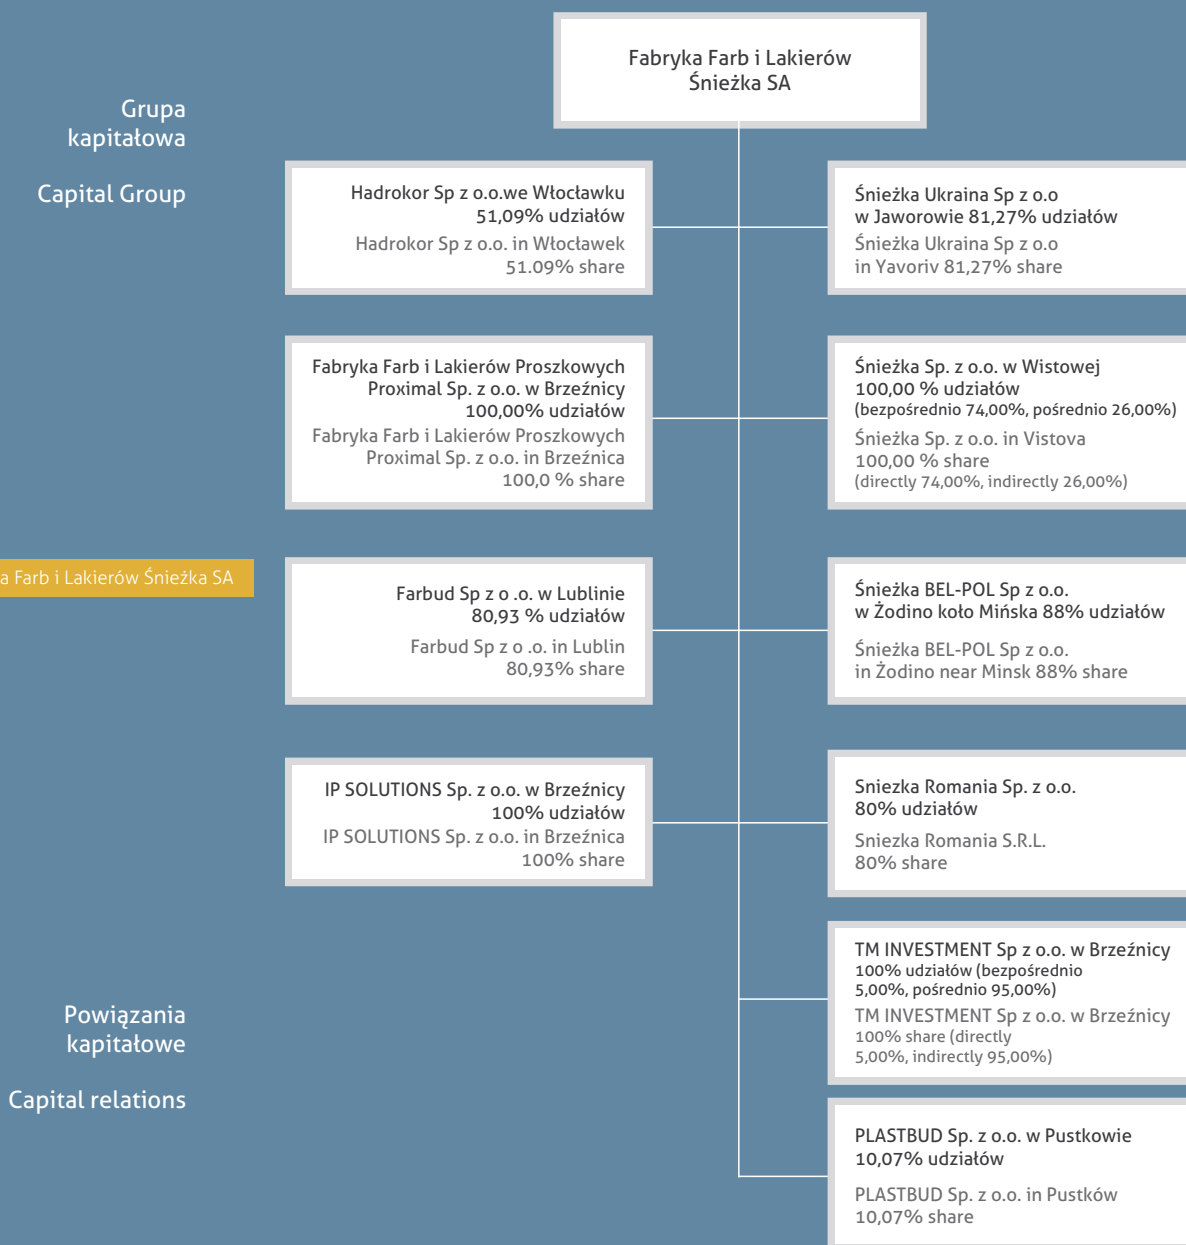 Fabryka Farb i Lakierów
Śnieżka SA
Grupa
kapitałowa
Capital Group
Hadrokor Sp z o.o.we Włocławku
51,09% udziałów
Hadrokor Sp z o.o. in Włocławek
51.09% share
Śnieżka Ukraina Sp z o.o
w Jaworowie 81,27% udziałów
Śnieżka Ukraina Sp z o.o
in Yavoriv 81,27% share
Fabryka Farb i Lakierów Proszkowych
Proximal Sp. z o.o. w Brzeźnicy
100,00% udziałów
Fabryka Farb i Lakierów Proszkowych
Proximal Sp. z o.o. in Brzeźnica
100,0 % share
Śnieżka Sp. z o.o. w Wistowej
100,00 % udziałów
(bezpośrednio 74,00%, pośrednio 26,00%)
Śnieżka Sp. z o.o. in Vistova
100,00 % share
(directly 74,00%, indirectly 26,00%)
a Farb i Lakierów Śnieżka SA
Farbud Sp z o .o. w Lublinie
80,93 % udziałów
Farbud Sp z o .o. in Lublin
80,93% share
Śnieżka BEL-POL Sp z o.o.
w Żodino koło Mińska 88% udziałów
Śnieżka BEL-POL Sp z o.o.
in Żodino near Minsk 88% share
IP SOLUTIONS Sp. z o.o. w Brzeźnicy
100% udziałów
IP SOLUTIONS Sp. z o.o. in Brzeźnica
100% share
Sniezka Romania Sp. z o.o.
80% udziałów
Sniezka Romania S.R.L.
80% share
Powiązania
kapitałowe
Capital relations
TM INVESTMENT Sp z o.o. w Brzeźnicy
100% udziałów (bezpośrednio
5,00%, pośrednio 95,00%)
TM INVESTMENT Sp z o.o. w Brzeźnicy
100% share (directly
5,00%, indirectly 95,00%)
PLASTBUD Sp. z o.o. w Pustkowie
10,07% udziałów
PLASTBUD Sp. z o.o. in Pustków
10,07% share